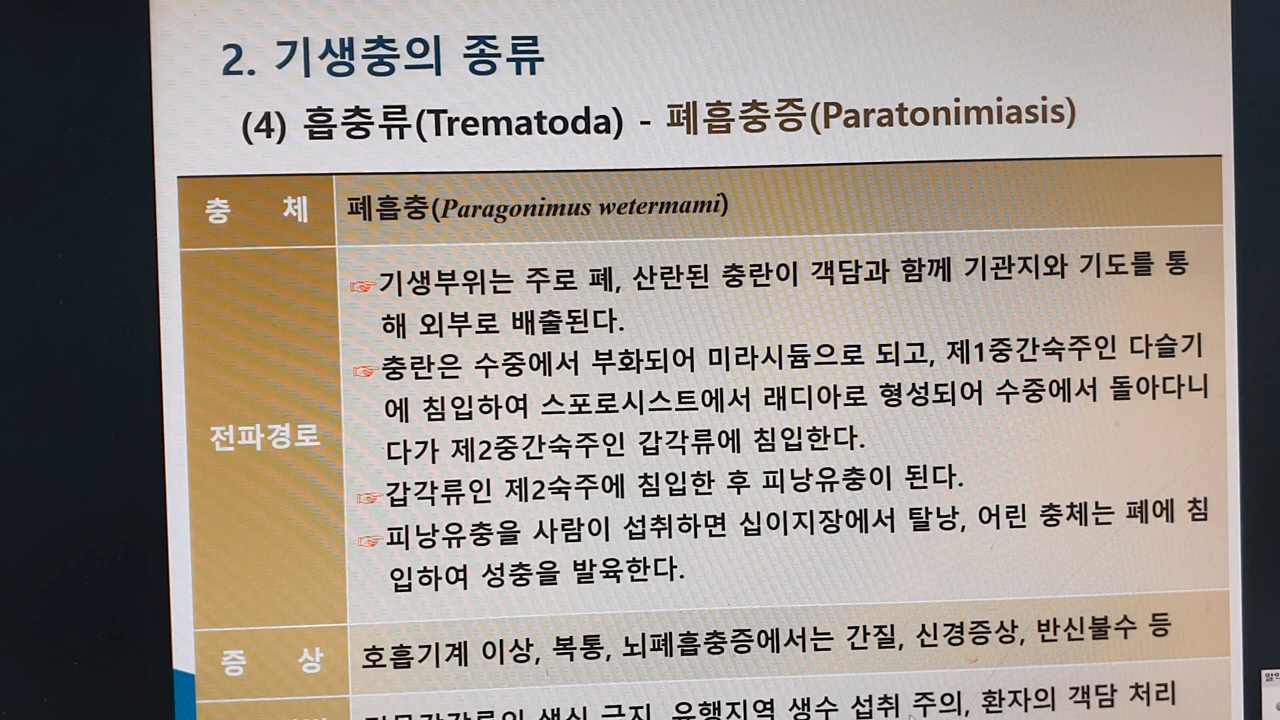 2. 기생충의 종류
(4) 흡충류(Trematoda) - 폐흡충증(Paratonimiasis)
충 체
폐흡충(Paragonimus wetermami)
전파경로
☞기생부위는 주로 폐, 산란된 충란이 객담과 함께 기관지와 기도를 통
해 외부로 배출된다.
☞충란은 수중에서 부화되어 미라시듐으로 되고, 제1중간숙주인 다슬기
에 침입하여 스포로시스트에서 래디아로 형성되어 수중에서 돌아다니
다가 제2중간숙주인 갑각류에 침입한다.
☞갑각류인 제2숙주에 침입한 후 피낭유충이 된다.
☞피낭유충을 사람이 섭취하면 십이지장에서 탈낭, 어린 충체는 폐에 침
입하여 성충을 발육한다.
증 상
호흡기계 이상, 복통, 뇌폐흡충증에서는 간질, 신경증상, 반신불수 등
생식 금지, 유행지역 생수 섭취 주의, 환자의 객담 처리